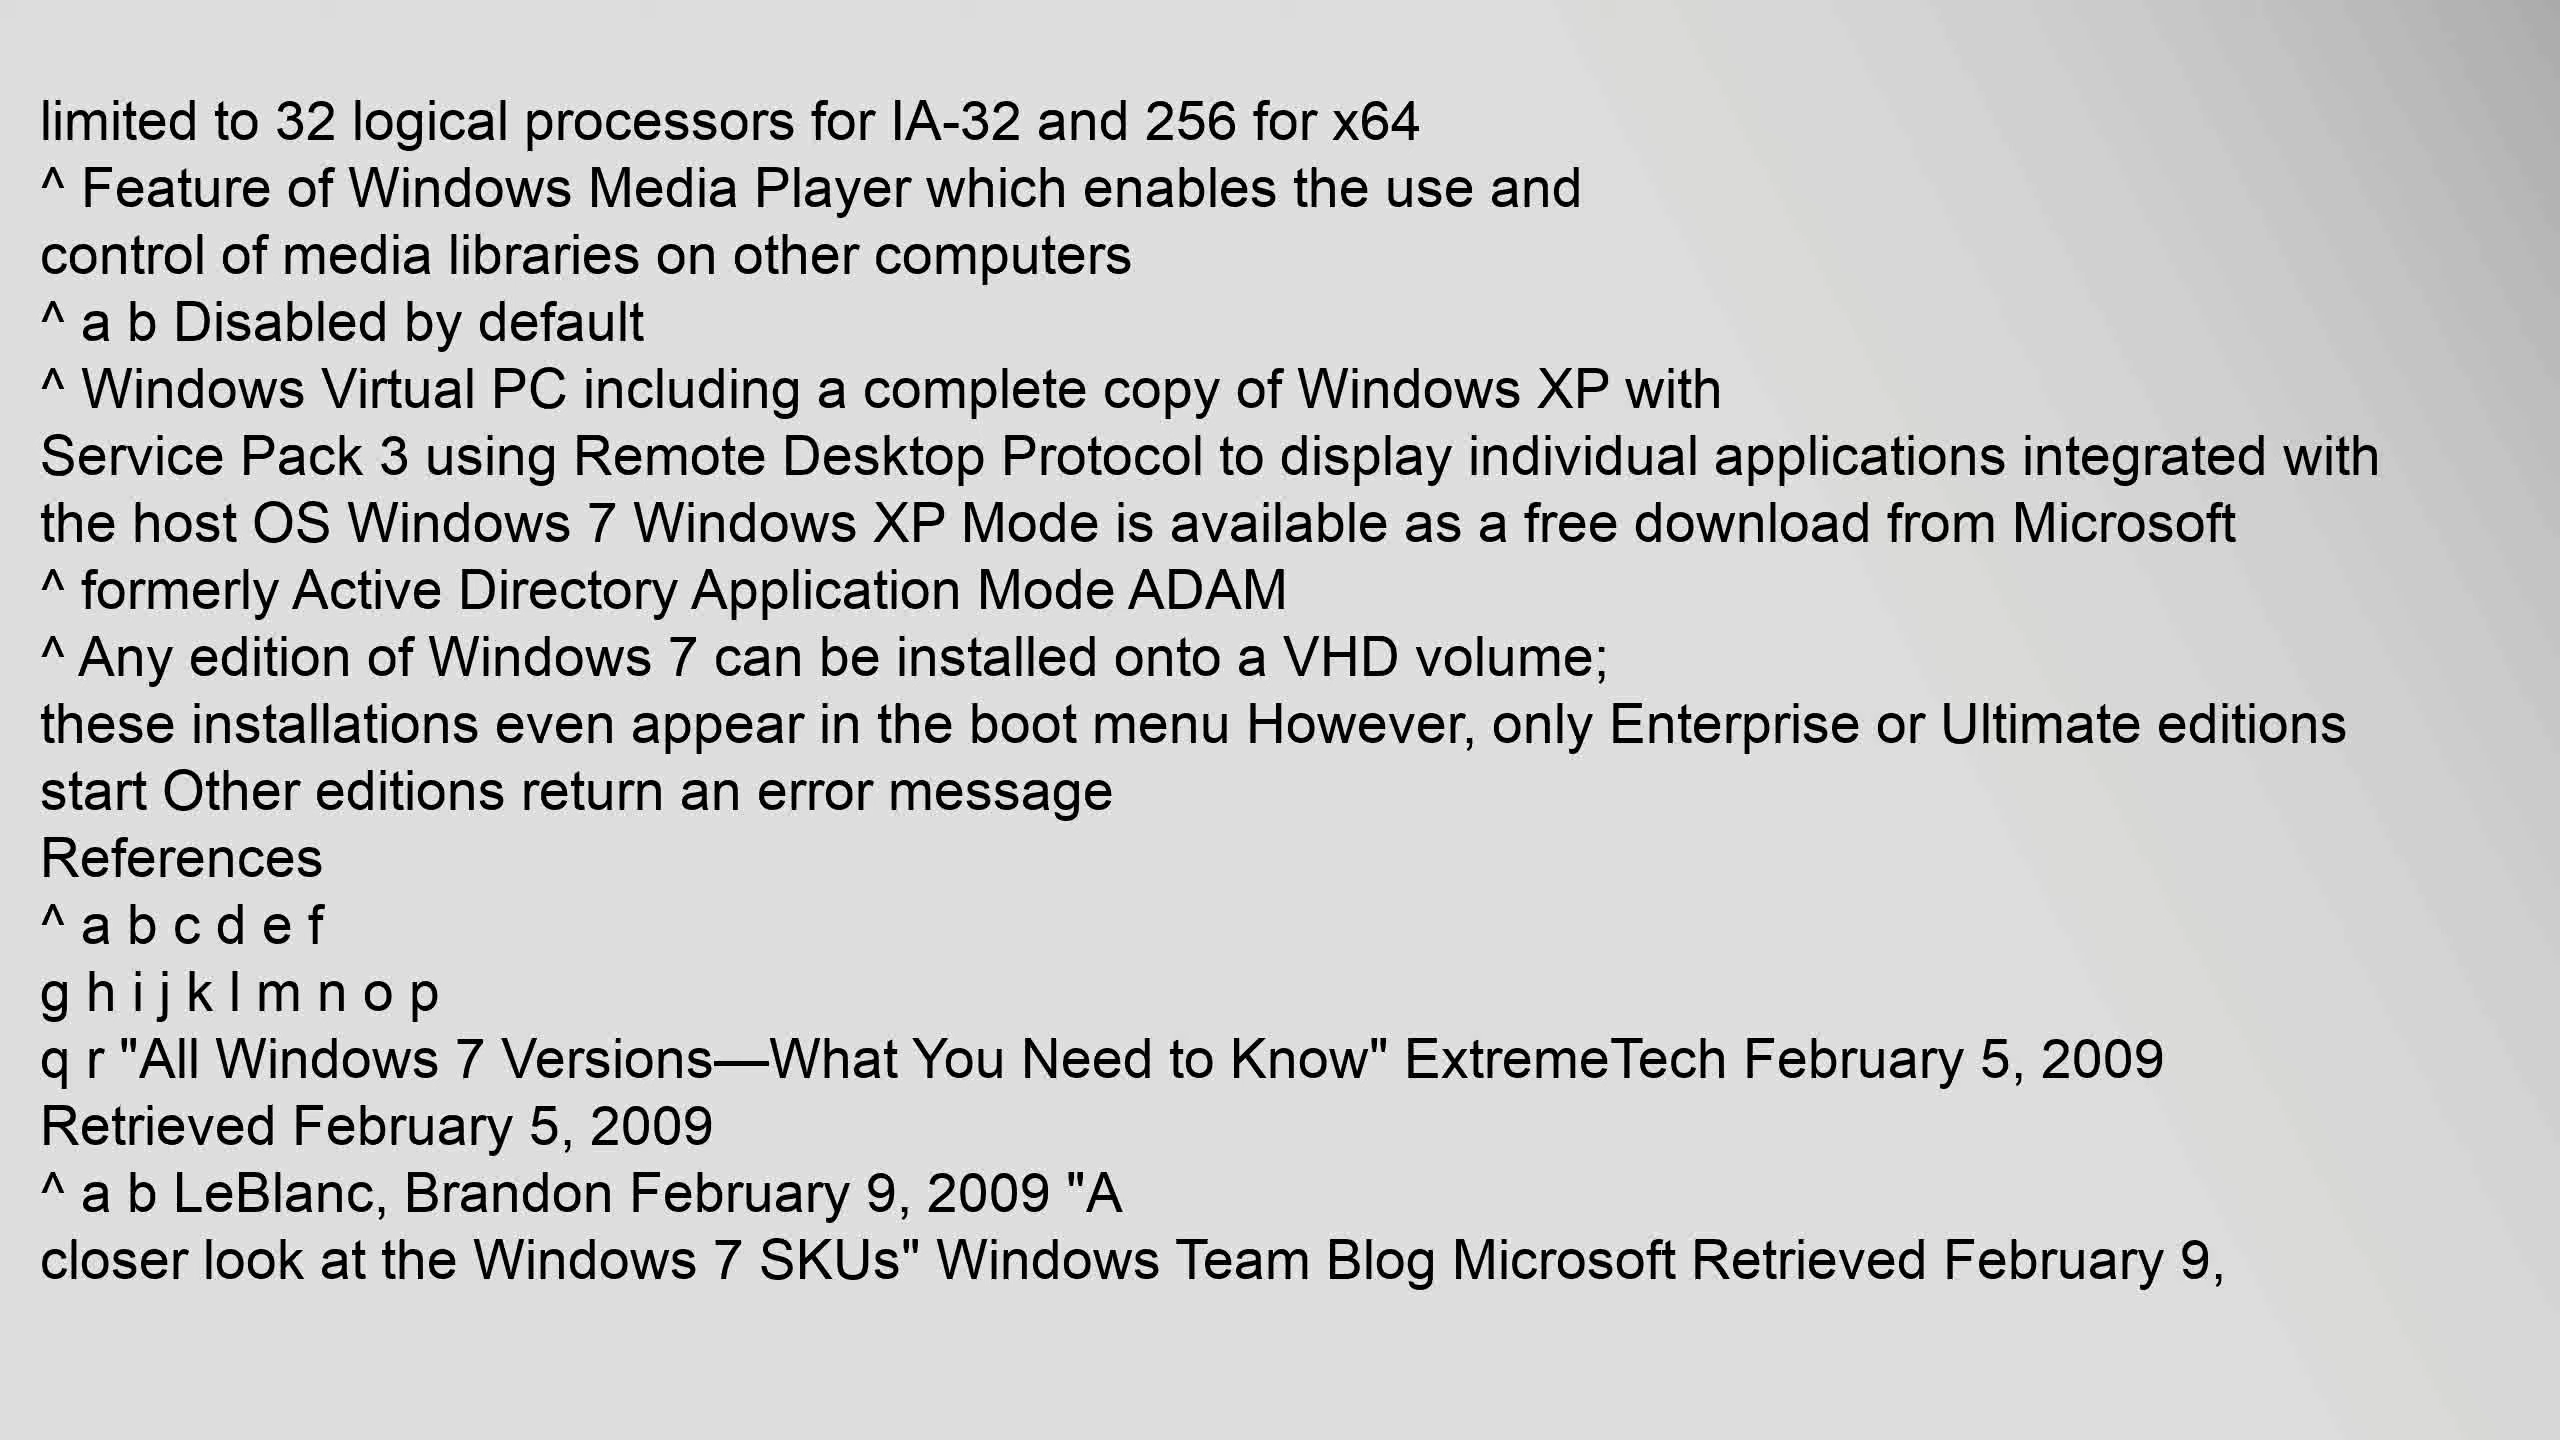 limited to 32 logical processors for IA-32 and 256 for x64
^ Feature of Windows Media Player which enables the use and
control of media libraries on other computers
^ a b Disabled by default
^ Windows Virtual PC including a complete copy of Windows XP with
Service Pack 3 using Remote Desktop Protocol to display individual applications integrated with
the host OS Windows 7 Windows XP Mode is available as a free download from Microsoft
^ formerly Active Directory Application Mode ADAM
^ Any edition of Windows 7 can be installed onto a VHD volume;
these installations even appear in the boot menu However, only Enterprise or Ultimate editions
start Other editions return an error message
References
^ a b c d e f
g h i j k l m n o p
q r "All Windows 7 Versions—What You Need to Know" ExtremeTech February 5, 2009
Retrieved February 5, 2009
^ a b LeBlanc, Brandon February 9, 2009 "A
closer look at the Windows 7 SKUs" Windows Team Blog Microsoft Retrieved February 9,